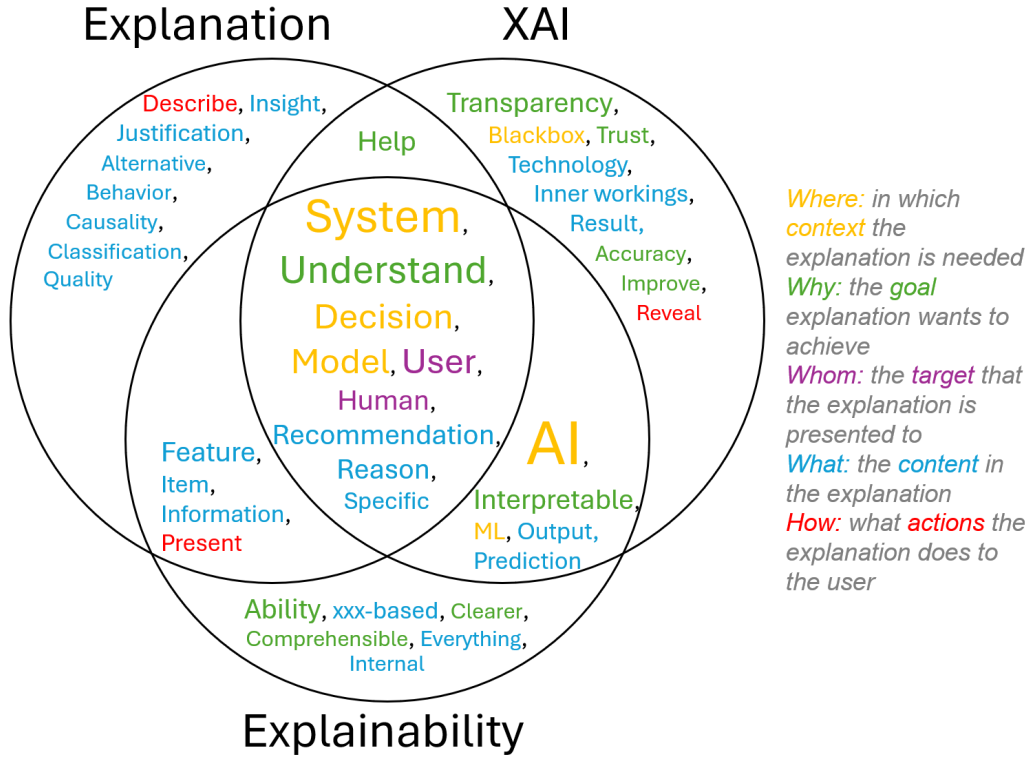 Explanation
XAI
Describe, Insight,
Justification,
Alternative,
Behavior,
Causality,
Classification,
Quality
Help
Transparency,
Blackbox, Trust,
Technology,
Inner workings,
Result,
Accuracy,
Improve,
Reveal
System,
Understand,
Decision,
Model, User,
Human,
Recommendation,
Reason,
Specific
Feature,
Item,
Information,
Present
AI,
Interpretable,
ML, Output,
Prediction
Ability, xxx-based, Clearer,
Comprehensible, Everything,
Internal
Explainability
Where: in which
context the
explanation is needed
Why: the goal
explanation wants to
achieve
Whom: the target that
the explanation is
presented to
What: the content in
the explanation
How: what actions the
explanation does to
the user